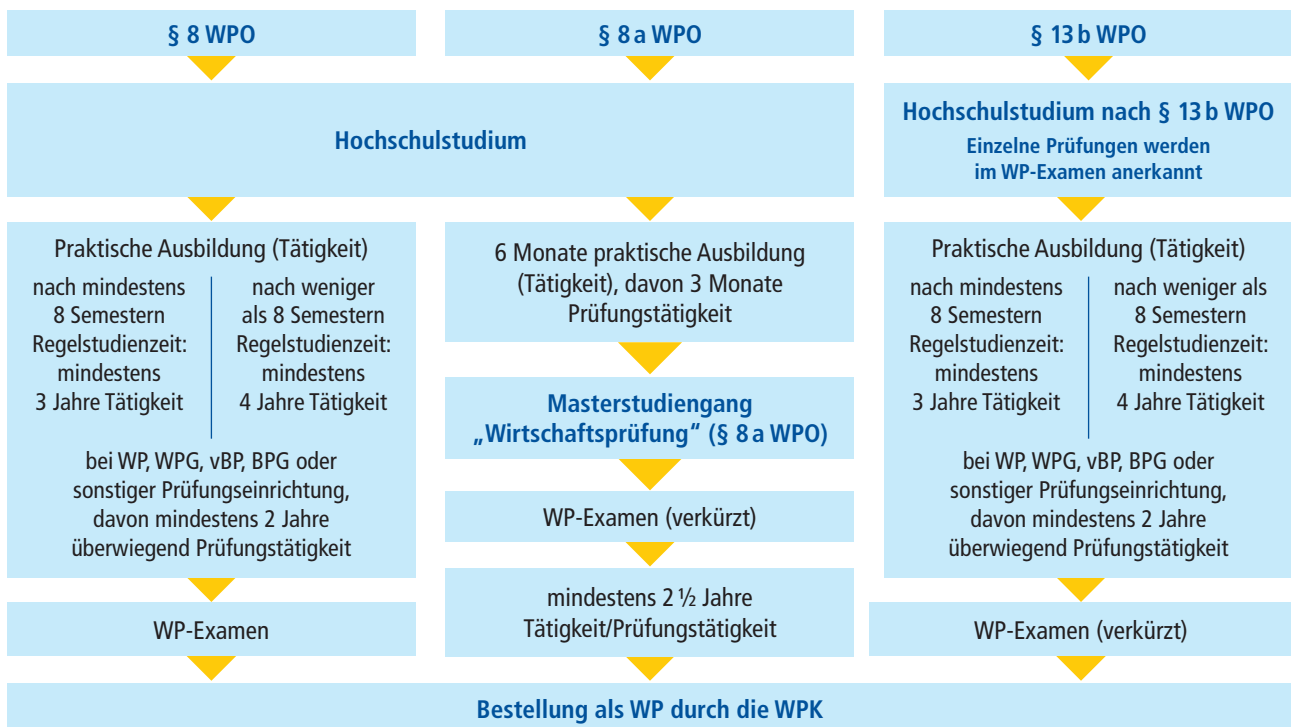 § 8 WPO
§ 8 a WPO
§ 13 b WPO
Hochschulstudium
Hochschulstudium nach § 13 b WPO
Einzelne Prüfungen werden
im WP-Examen anerkannt
Praktische Ausbildung (Tätigkeit)
nach mindestens
8 Semestern
Regelstudienzeit:
mindestens
3 Jahre Tätigkeit
nach weniger
als 8 Semestern
Regelstudienzeit:
mindestens
4 Jahre Tätigkeit
bei WP, WPG, vBP, BPG oder
sonstiger Prüfungseinrichtung,
davon mindestens 2 Jahre
überwiegend Prüfungstätigkeit
WP-Examen
6 Monate praktische Ausbildung
(Tätigkeit), davon 3 Monate
Prüfungstätigkeit
Masterstudiengang
„Wirtschaftsprüfung“ (§ 8 a WPO)
WP-Examen (verkürzt)
mindestens 2 ½ Jahre
Tätigkeit/Prüfungstätigkeit
Praktische Ausbildung (Tätigkeit)
nach mindestens
8 Semestern
Regelstudienzeit:
mindestens
3 Jahre Tätigkeit
nach weniger als
8 Semestern
Regelstudienzeit:
mindestens
4 Jahre Tätigkeit
bei WP, WPG, vBP, BPG oder
sonstiger Prüfungseinrichtung,
davon mindestens 2 Jahre
überwiegend Prüfungstätigkeit
WP-Examen (verkürzt)
Bestellung als WP durch die WPK